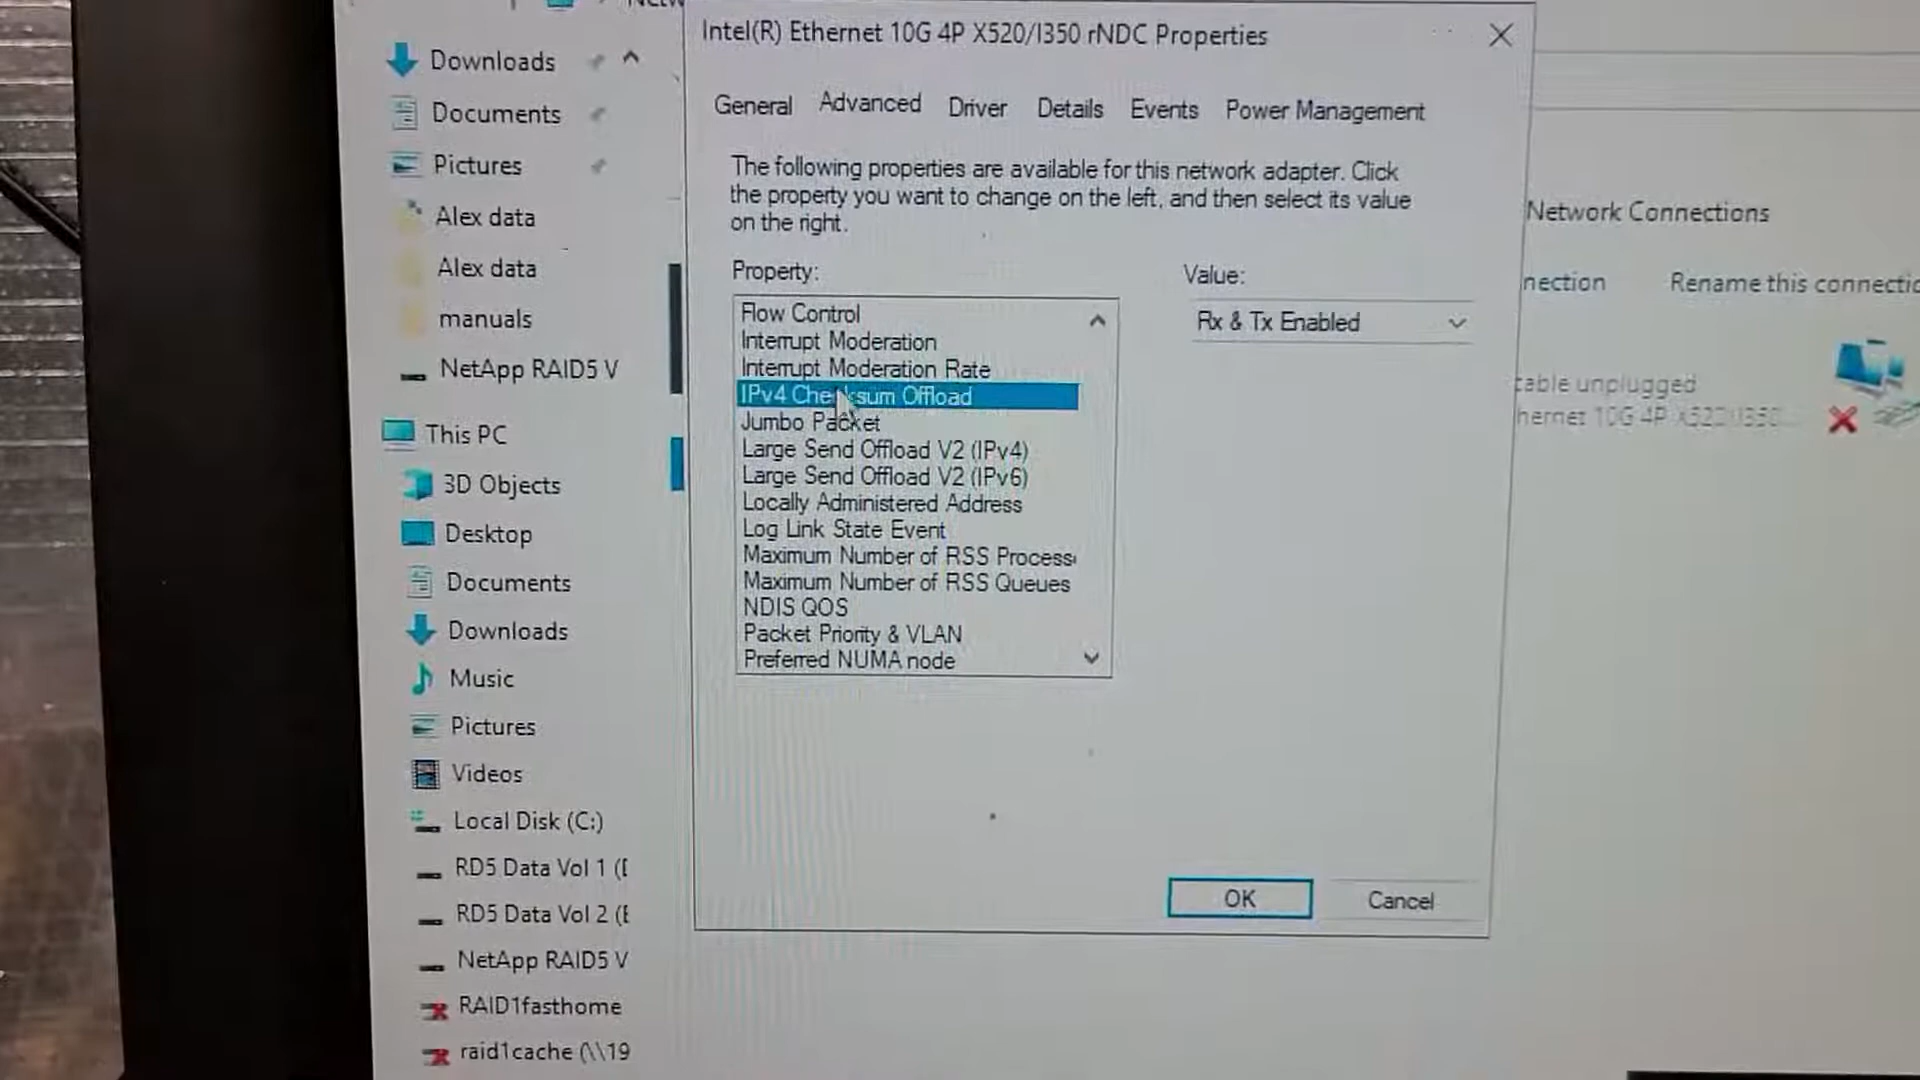 Intel(R) Ethernet 10G 4P X520/I350 rNDC Properties
General Advanced Driver Details Events Power Management
The following properties are available for this network adapter. Click
the property you want to change on the left, and then select its value
on the right.
Property:
Flow Control
Interrupt Moderation
Interrupt Moderation Rate
IPv4 Checksum Offload
Jumbo Packet
Large Send Offload V2 (IPv4)
Large Send Offload V2 (IPv6)
Locally Administered Address
Log Link State Event
Maximum Number of RSS Process
Maximum Number of RSS Queues
NDIS QOS
Packet Priority & VLAN
Preferred NUMA node
Value:
Rx & Tx Enabled
OK
Cancel
Downloads
Documents
Pictures
Alex data
Alex data
manuals
NetApp RAID5 V
This PC
3D Objects
Desktop
Documents
Downloads
Music
Pictures
Videos
Local Disk (C:)
RD5 Data Vol 1 (
RD5 Data Vol 2 (
NetApp RAID5 V
RAID1fasthome
raid1cache (\\19
Network Connections
nection Rename this connectio
cable unplugged
hernet 10G 4P X520/I350...